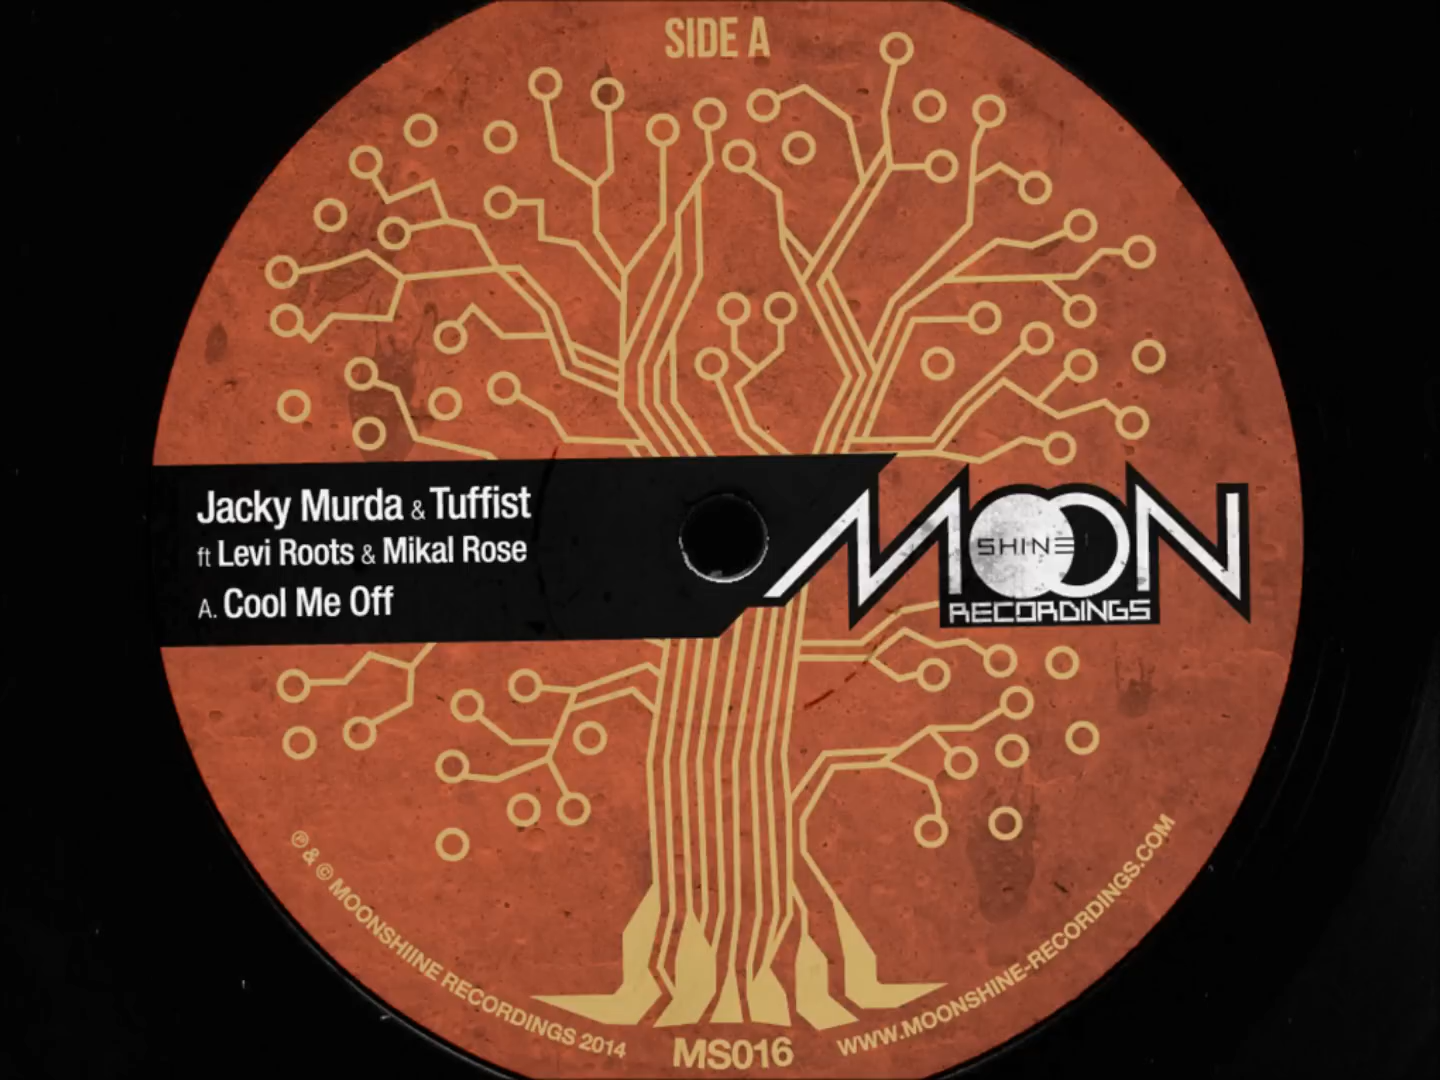 SIDE A
Jacky Murda & Tuffist
ft Levi Roots & Mikal Rose
A. Cool Me Off
MOON
SHINE
RECORDINGS
℗ & © MOONSHIINE RECORDINGS 2014
MS016
WWW.MOONSHINE-RECORDINGS.COM